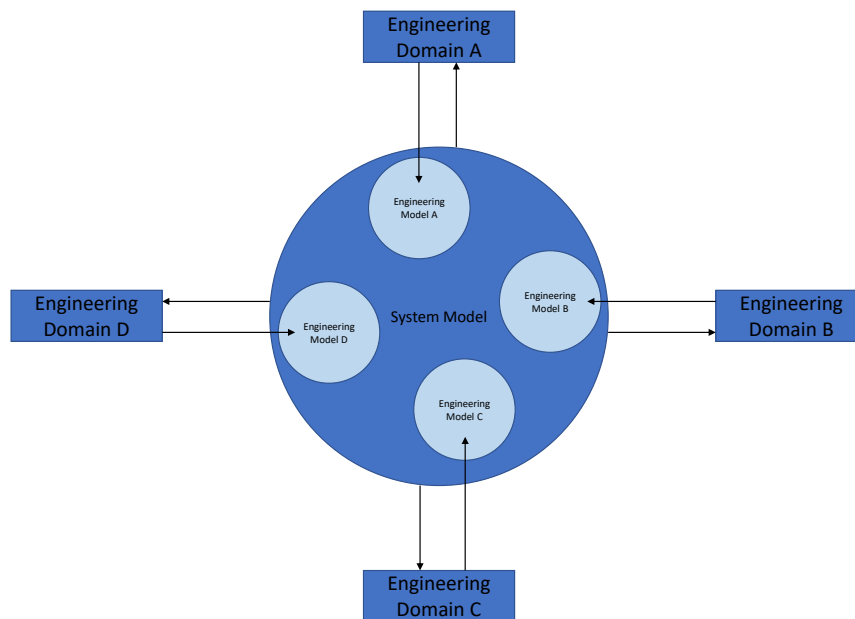 Engineering
Domain A
Engineering
Model A
Engineering
Domain D
Engineering
Model D
System Model
Engineering
Model B
Engineering
Domain B
Engineering
Model C
Engineering
Domain C